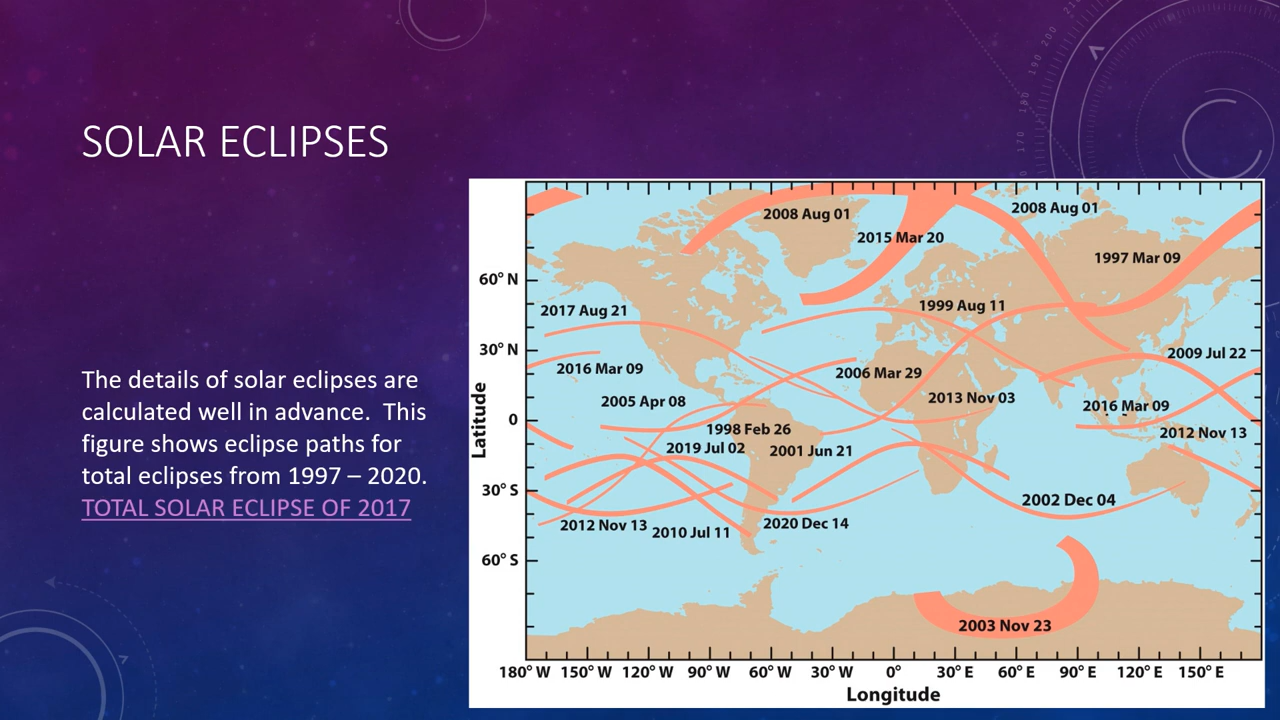 SOLAR ECLIPSES
The details of solar eclipses are
calculated well in advance.  This
figure shows eclipse paths for
total eclipses from 1997 – 2020.
TOTAL SOLAR ECLIPSE OF 2017
2008 Aug 01
2008 Aug 01
2015 Mar 20
1997 Mar 09
60° N
2017 Aug 21
1999 Aug 11
30° N
2009 Jul 22
2016 Mar 09
2006 Mar 29
2005 Apr 08
2013 Nov 03
2016 Mar 09
0
1998 Feb 26
2012 Nov 13
2019 Jul 02
2001 Jun 21
Latitude
30° S
2002 Dec 04
2012 Nov 13
2010 Jul 11
2020 Dec 14
60° S
2003 Nov 23
180° W 150° W 120° W 90° W 60° W 30° W 0° 30° E 60° E 90° E 120° E 150° E
Longitude
170
180
190
200